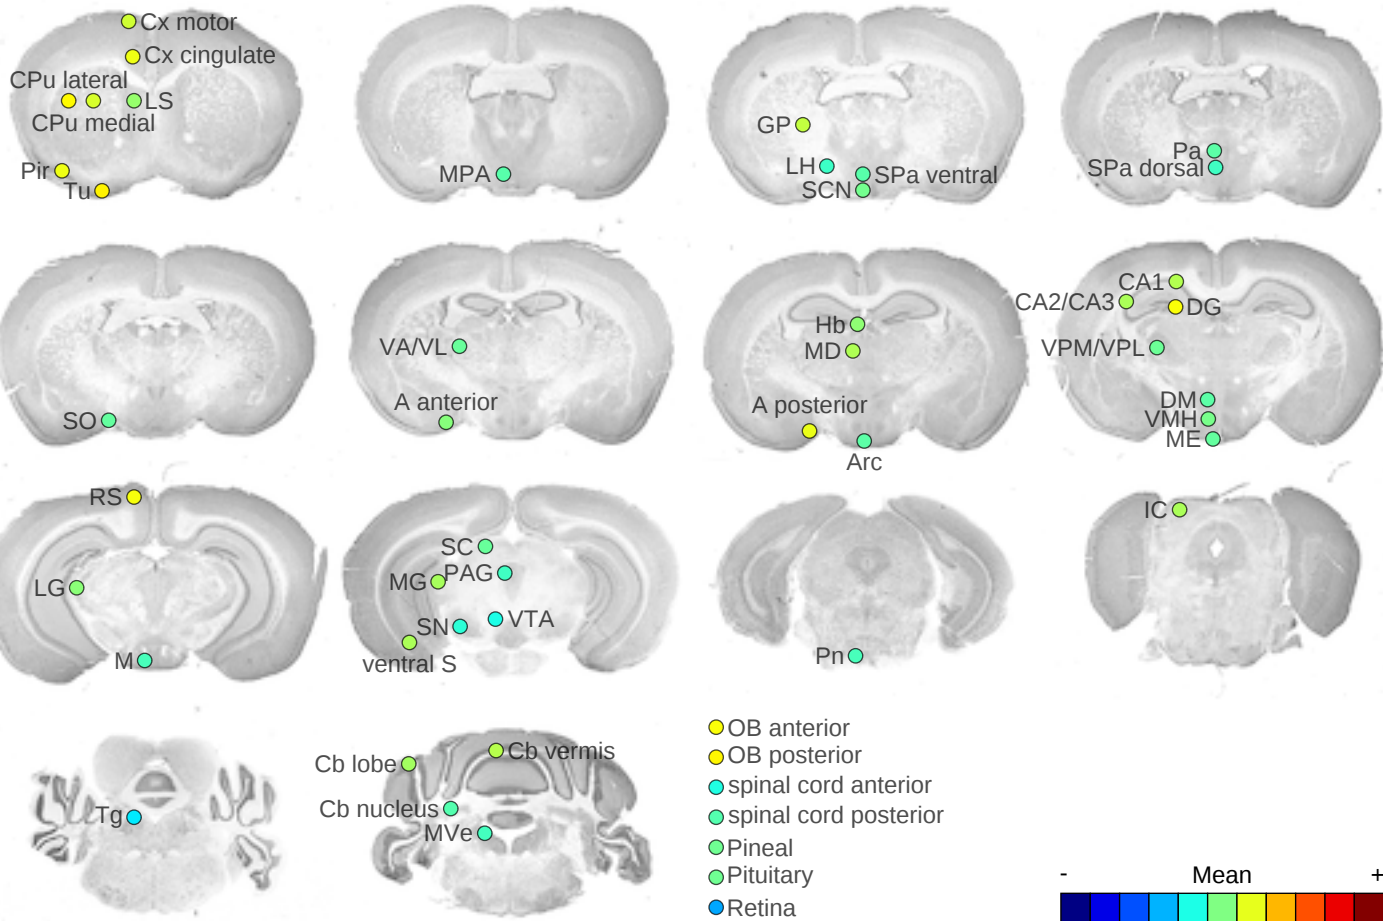 Cx motor
Cx cingulate
CPu lateral
LS
CPu medial
Pir
Tu
MPA
GP
LH
SPa ventral
SCN
Pa
SPa dorsal
SO
VA/VL
A anterior
Hb
MD
A posterior
Arc
CA1
CA2/CA3
DG
VPM/VPL
DM
VMH
ME
RS
LG
M
SC
MG
PAG
SN
VTA
ventral S
Pn
IC
Tg
Cb lobe
Cb vermis
Cb nucleus
MVe
OB anterior
OB posterior
spinal cord anterior
spinal cord posterior
Pineal
Pituitary
Retina
- Mean +